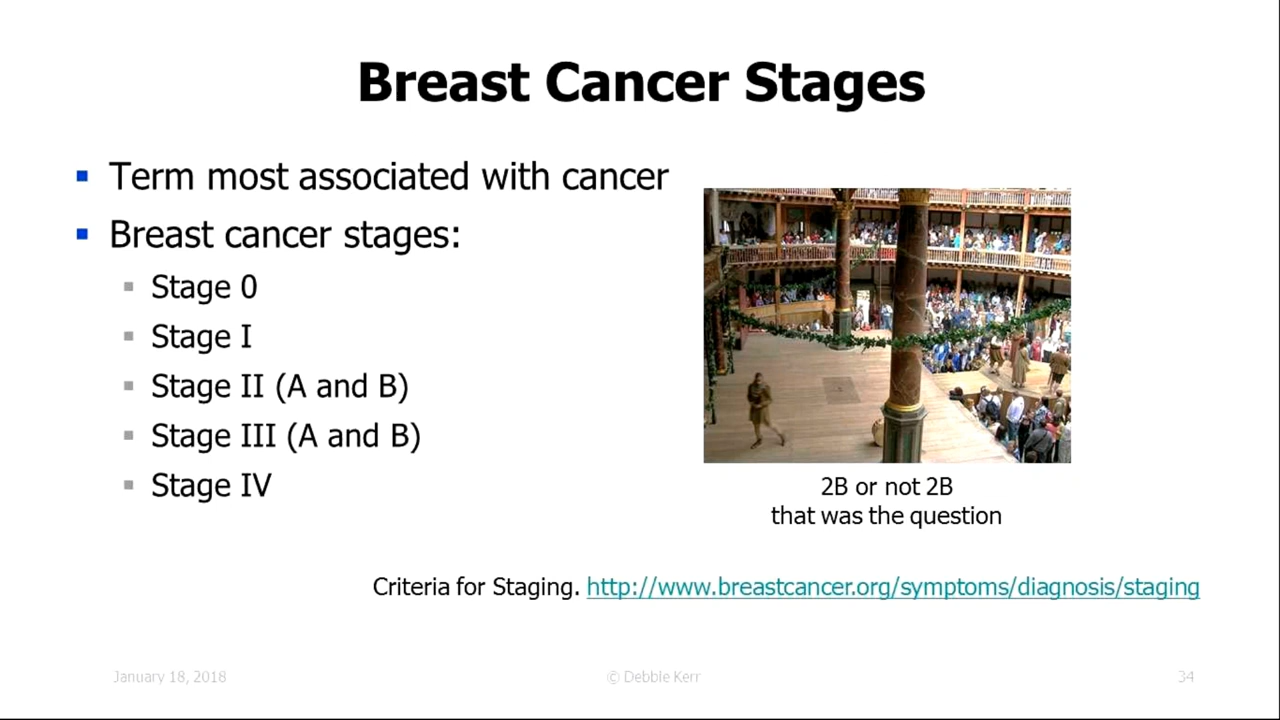 Breast Cancer Stages
Term most associated with cancer
Breast cancer stages:
Stage 0
Stage I
Stage II (A and B)
Stage III (A and B)
Stage IV
2B or not 2B
that was the question
Criteria for Staging. http://www.breastcancer.org/symptoms/diagnosis/staging
January 18, 2018
© Debbie Kerr
34